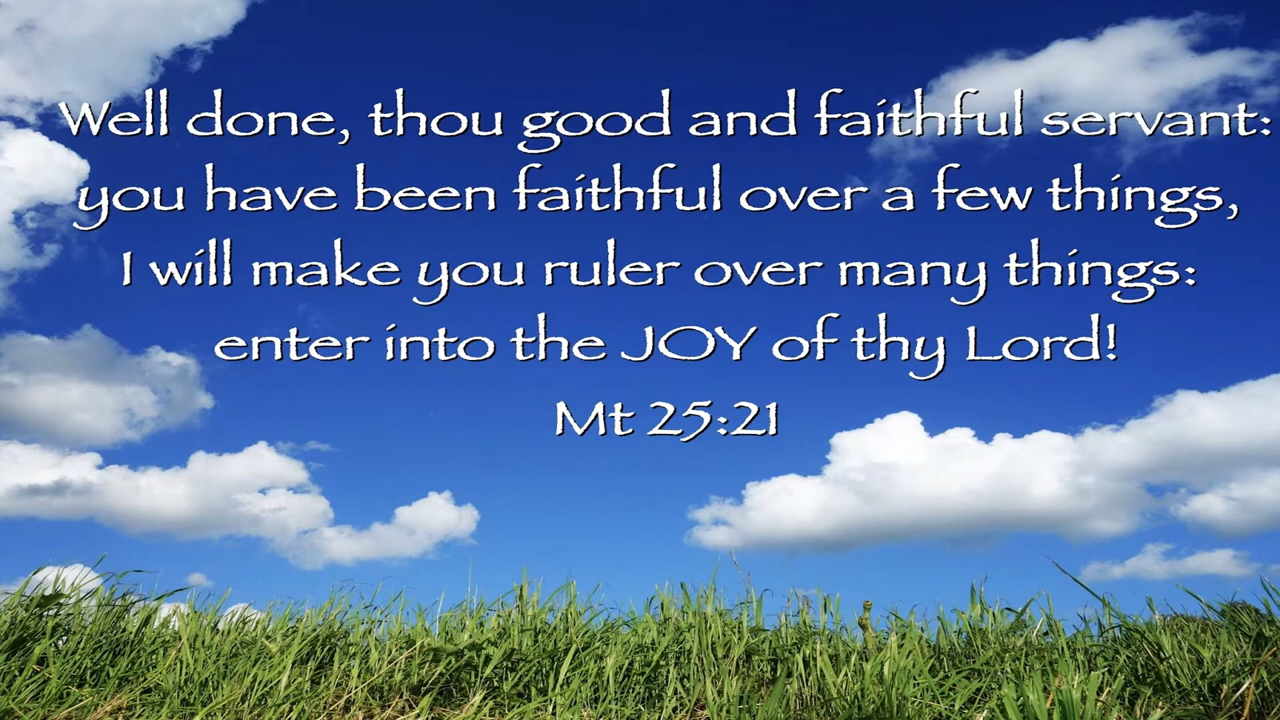 Well done, thou good and faithful servant:
you have been faithful over a few things,
I will make you ruler over many things:
enter into the JOY of thy Lord!
Mt 25:21